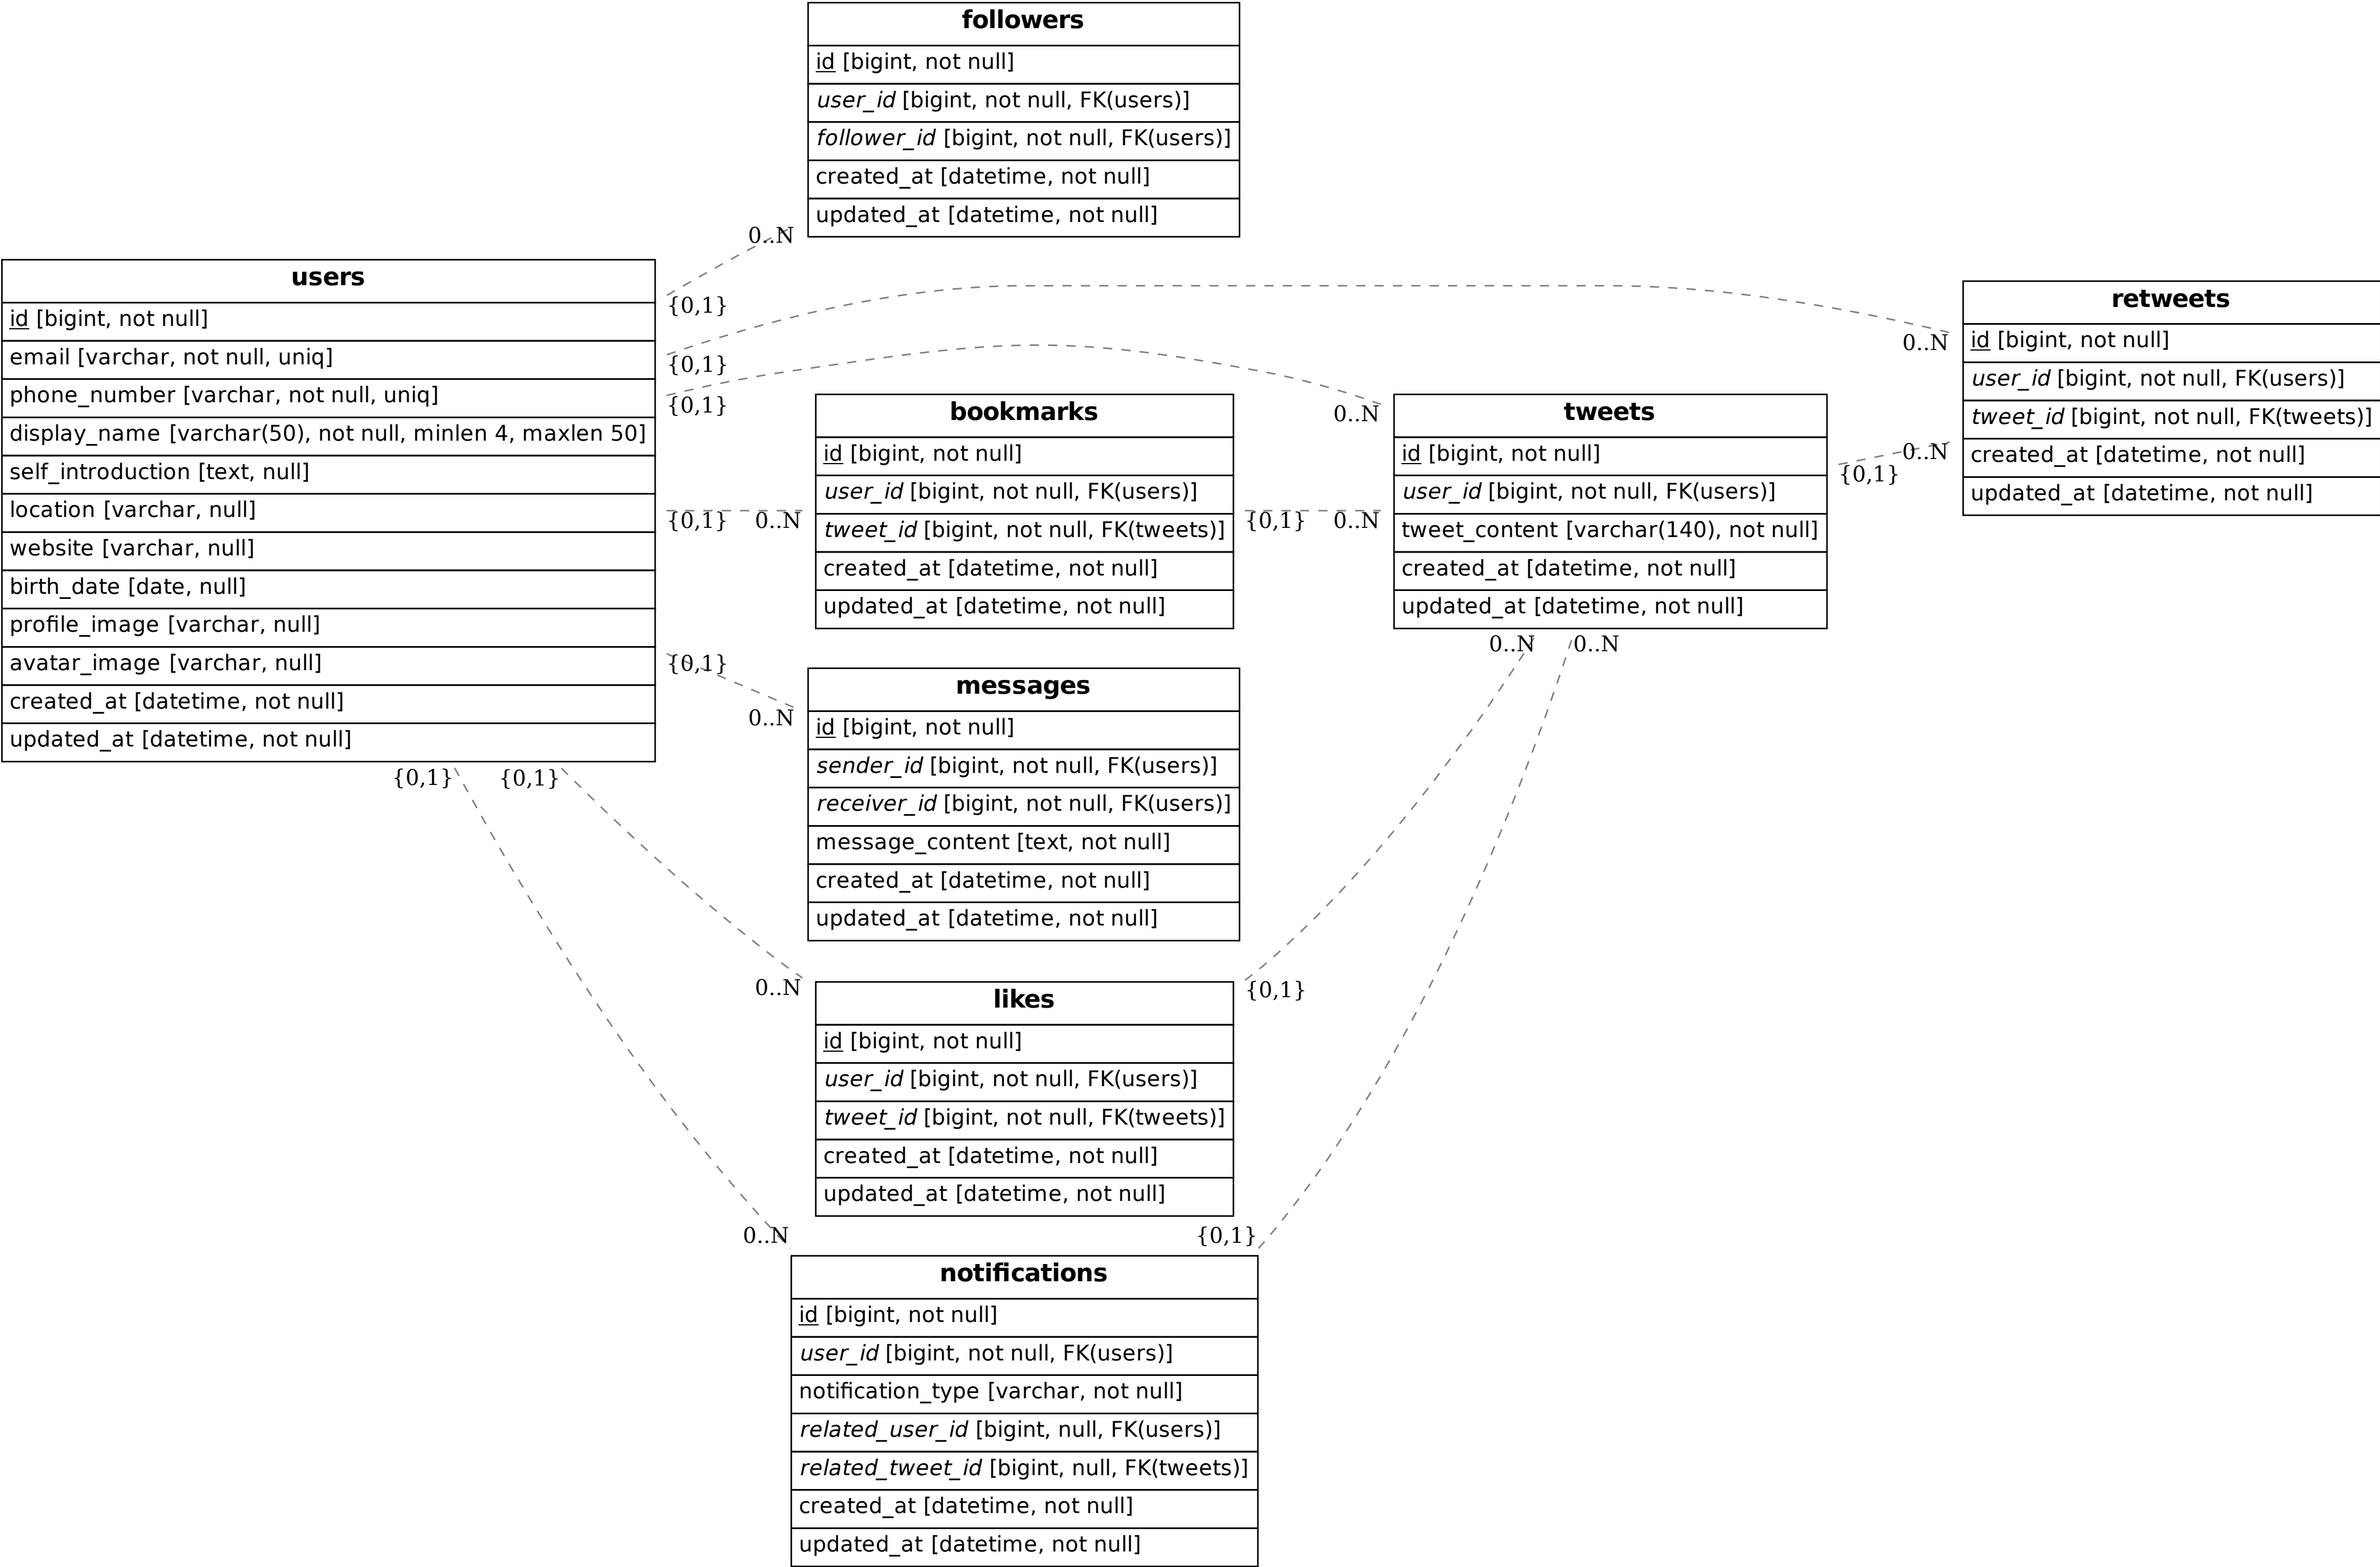 followers
id [bigint, not null]
user_id [bigint, not null, FK(users)]
follower_id [bigint, not null, FK(users)]
created_at [datetime, not null]
updated_at [datetime, not null]
0..N
{0,1}
users
id [bigint, not null]
email [varchar, not null, uniq]
phone_number [varchar, not null, uniq]
display_name [varchar(50), not null, minlen 4, maxlen 50]
self_introduction [text, null]
location [varchar, null]
website [varchar, null]
birth_date [date, null]
profile_image [varchar, null]
avatar_image [varchar, null]
created_at [datetime, not null]
updated_at [datetime, not null]
{0,1}
0..N
{0,1}
0..N
retweets
id [bigint, not null]
user_id [bigint, not null, FK(users)]
tweet_id [bigint, not null, FK(tweets)]
created_at [datetime, not null]
updated_at [datetime, not null]
bookmarks
id [bigint, not null]
user_id [bigint, not null, FK(users)]
tweet_id [bigint, not null, FK(tweets)]
created_at [datetime, not null]
updated_at [datetime, not null]
{0,1} 0..N
{0,1} 0..N
tweets
id [bigint, not null]
user_id [bigint, not null, FK(users)]
tweet_content [varchar(140), not null]
created_at [datetime, not null]
updated_at [datetime, not null]
{0,1} 0..N
0..N 0..N
{0,1}
0..N
messages
id [bigint, not null]
sender_id [bigint, not null, FK(users)]
receiver_id [bigint, not null, FK(users)]
message_content [text, not null]
created_at [datetime, not null]
updated_at [datetime, not null]
{0,1} {0,1}
0..N
{0,1}
likes
id [bigint, not null]
user_id [bigint, not null, FK(users)]
tweet_id [bigint, not null, FK(tweets)]
created_at [datetime, not null]
updated_at [datetime, not null]
0..N
{0,1}
notifications
id [bigint, not null]
user_id [bigint, not null, FK(users)]
notification_type [varchar, not null]
related_user_id [bigint, null, FK(users)]
related_tweet_id [bigint, null, FK(tweets)]
created_at [datetime, not null]
updated_at [datetime, not null]